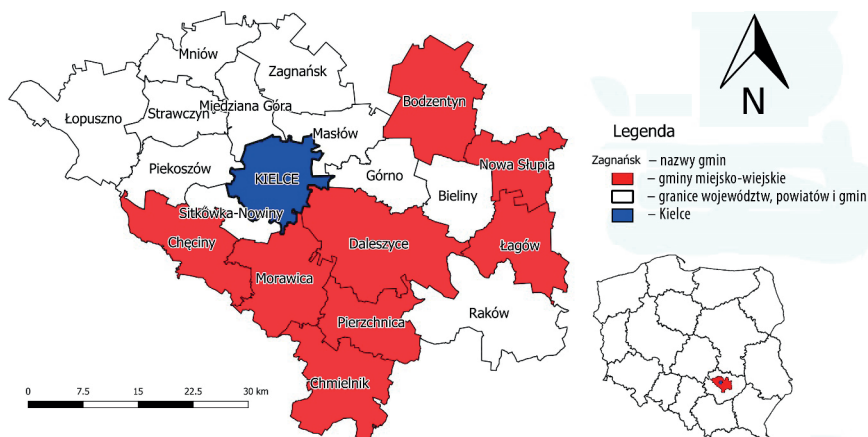 Mniów
Zagnańsk
Bodzentyn
Łopuszno
Strawczyn
Miedziana Góra
Masłów
Nowa Słupia
Piekoszów
KIELCE
Górno
Bieliny
Sitkówka-Nowiny
Chęciny
Daleszyce
Łagów
Morawica
Pierzchnica
Raków
Chmielnik
0 7.5 15 22.5 30 km
N
Legenda
Zagnańsk – nazwy gmin
– gminy miejsko-wiejskie
– granice województw, powiatów i gmin
– Kielce